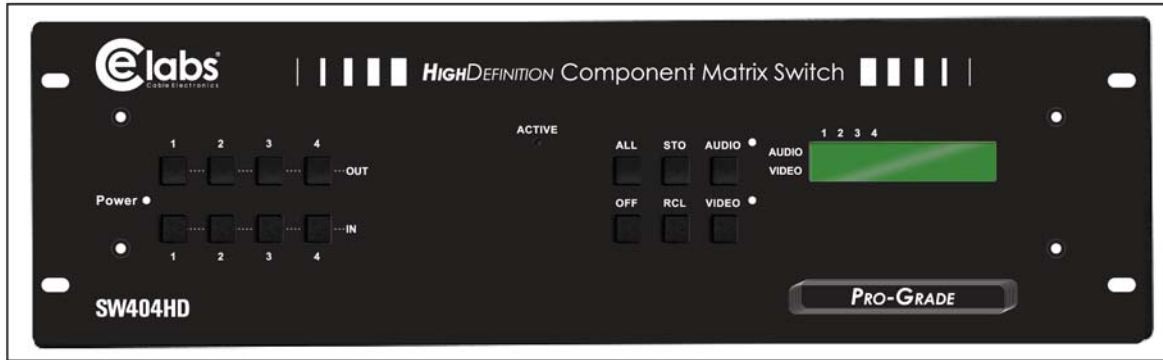 celabs®
Cable Electronics
HIGHDEFINITION Component Matrix Switch
ACTIVE
1 2 3 4
OUT
Power
IN
1 2 3 4
ALL STO AUDIO
OFF RCL VIDEO
1 2 3 4
AUDIO
VIDEO
SW404HD
PRO-GRADE